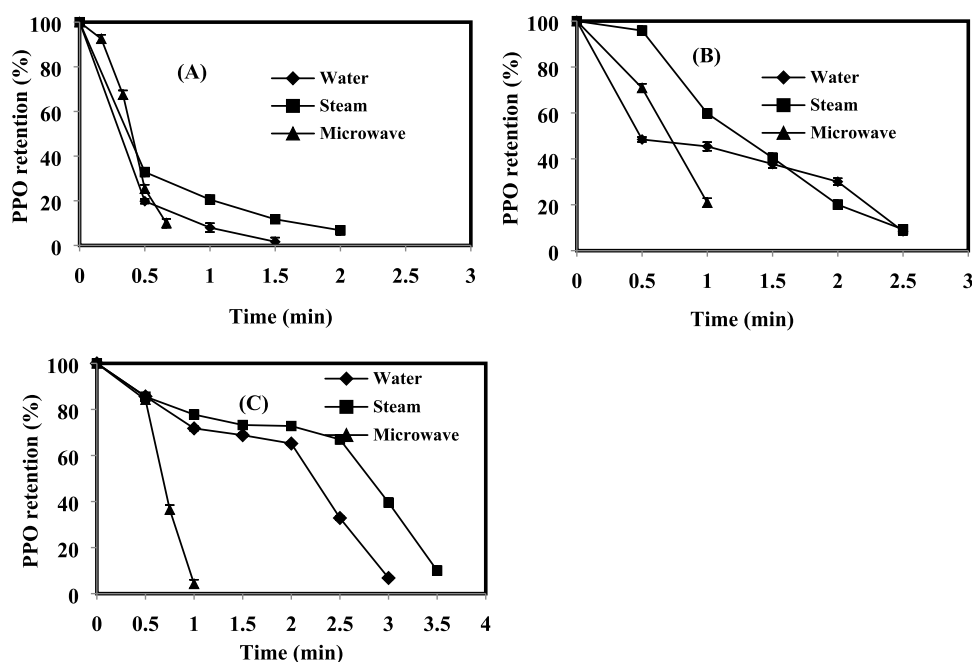 100
80
60
40
20
0
PPO retention (%)
(A)
Water
Steam
Microwave
0 0.5 1 1.5 2 2.5 3
Time (min)
100
80
60
40
20
0
PPO retention (%)
(B)
Water
Steam
Microwave
0 0.5 1 1.5 2 2.5 3
Time (min)
100
80
60
40
20
0
PPO retention (%)
(C)
Water
Steam
Microwave
0 0.5 1 1.5 2 2.5 3 3.5 4
Time (min)